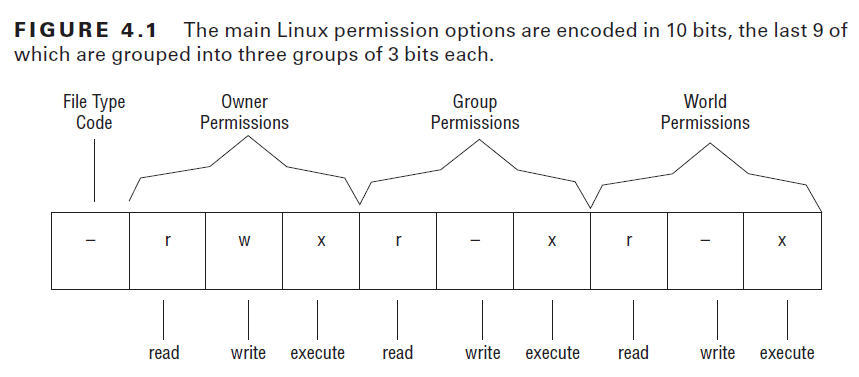 FIGURE 4.1 The main Linux permission options are encoded in 10 bits, the last 9 of
which are grouped into three groups of 3 bits each.
File Type
Code
Owner
Permissions
Group
Permissions
World
Permissions
– r w x r – x r – x
read write execute read write execute read write execute